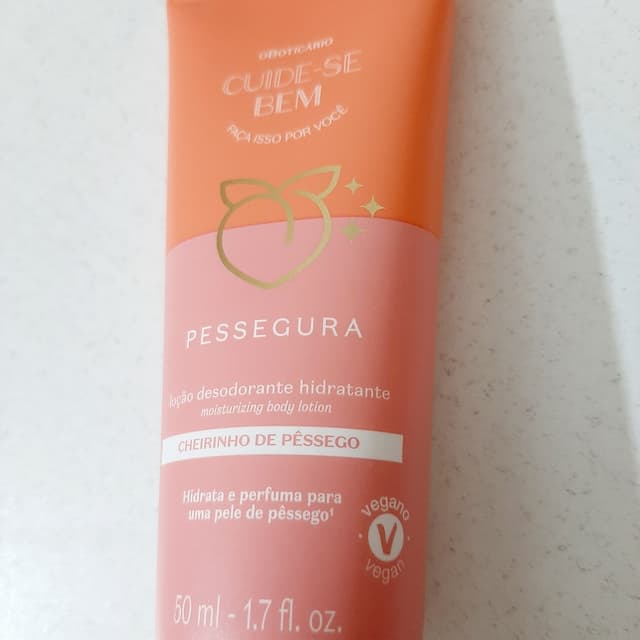 OBOTICÁRIO
CUIDE-SE
BEM
FAÇA ISSO POR VOCÊ
PESSEGURA
loção desodorante hidratante
moisturizing body lotion
CHEIRINHO DE PÊSSEGO
Hidrata e perfuma para
uma pele de pêssego¹
Vegano
V
Vegan
50 ml - 1.7 fl. oz.